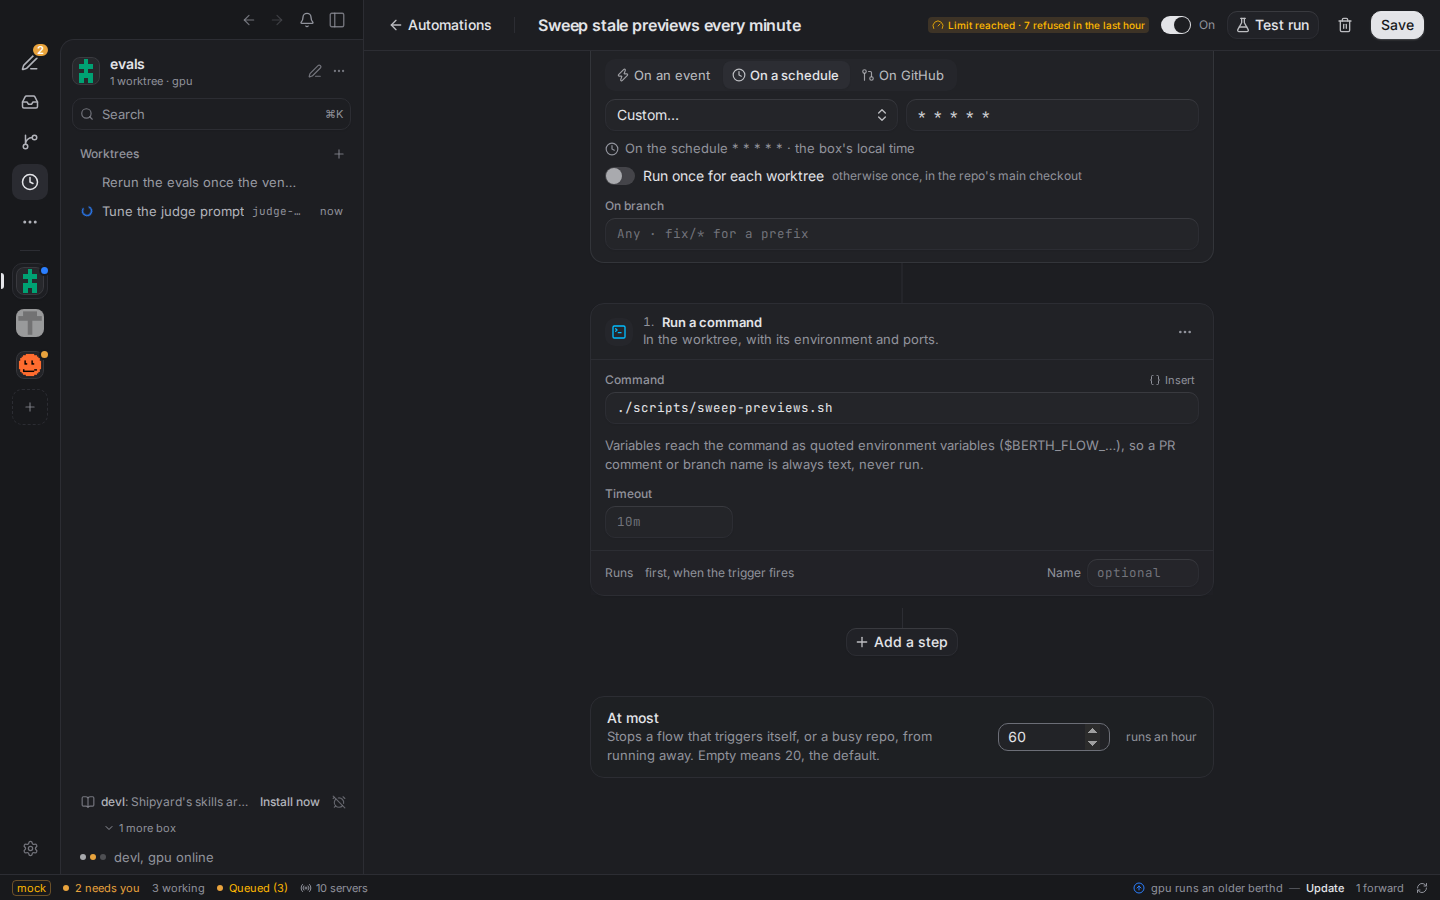 Automations
Sweep stale previews every minute
Limit reached · 7 refused in the last hour
On
Test run
Save
2
evals
1 worktree · gpu
Search
⌘K
Worktrees
Rerun the evals once the ven...
Tune the judge prompt judge-… now
On an event
On a schedule
On GitHub
Custom...
* * * * *
On the schedule * * * * * · the box's local time
Run once for each worktree otherwise once, in the repo's main checkout
On branch
Any · fix/* for a prefix
1. Run a command
In the worktree, with its environment and ports.
Command
{} Insert
./scripts/sweep-previews.sh
Variables reach the command as quoted environment variables ($BERTH_FLOW_...), so a PR
comment or branch name is always text, never run.
Timeout
10m
Runs first, when the trigger fires
Name optional
+ Add a step
At most
Stops a flow that triggers itself, or a busy repo, from
running away. Empty means 20, the default.
60
runs an hour
devl: Shipyard's skills ar... Install now
1 more box
devl, gpu online
mock
2 needs you
3 working
Queued (3)
10 servers
gpu runs an older berthd — Update
1 forward